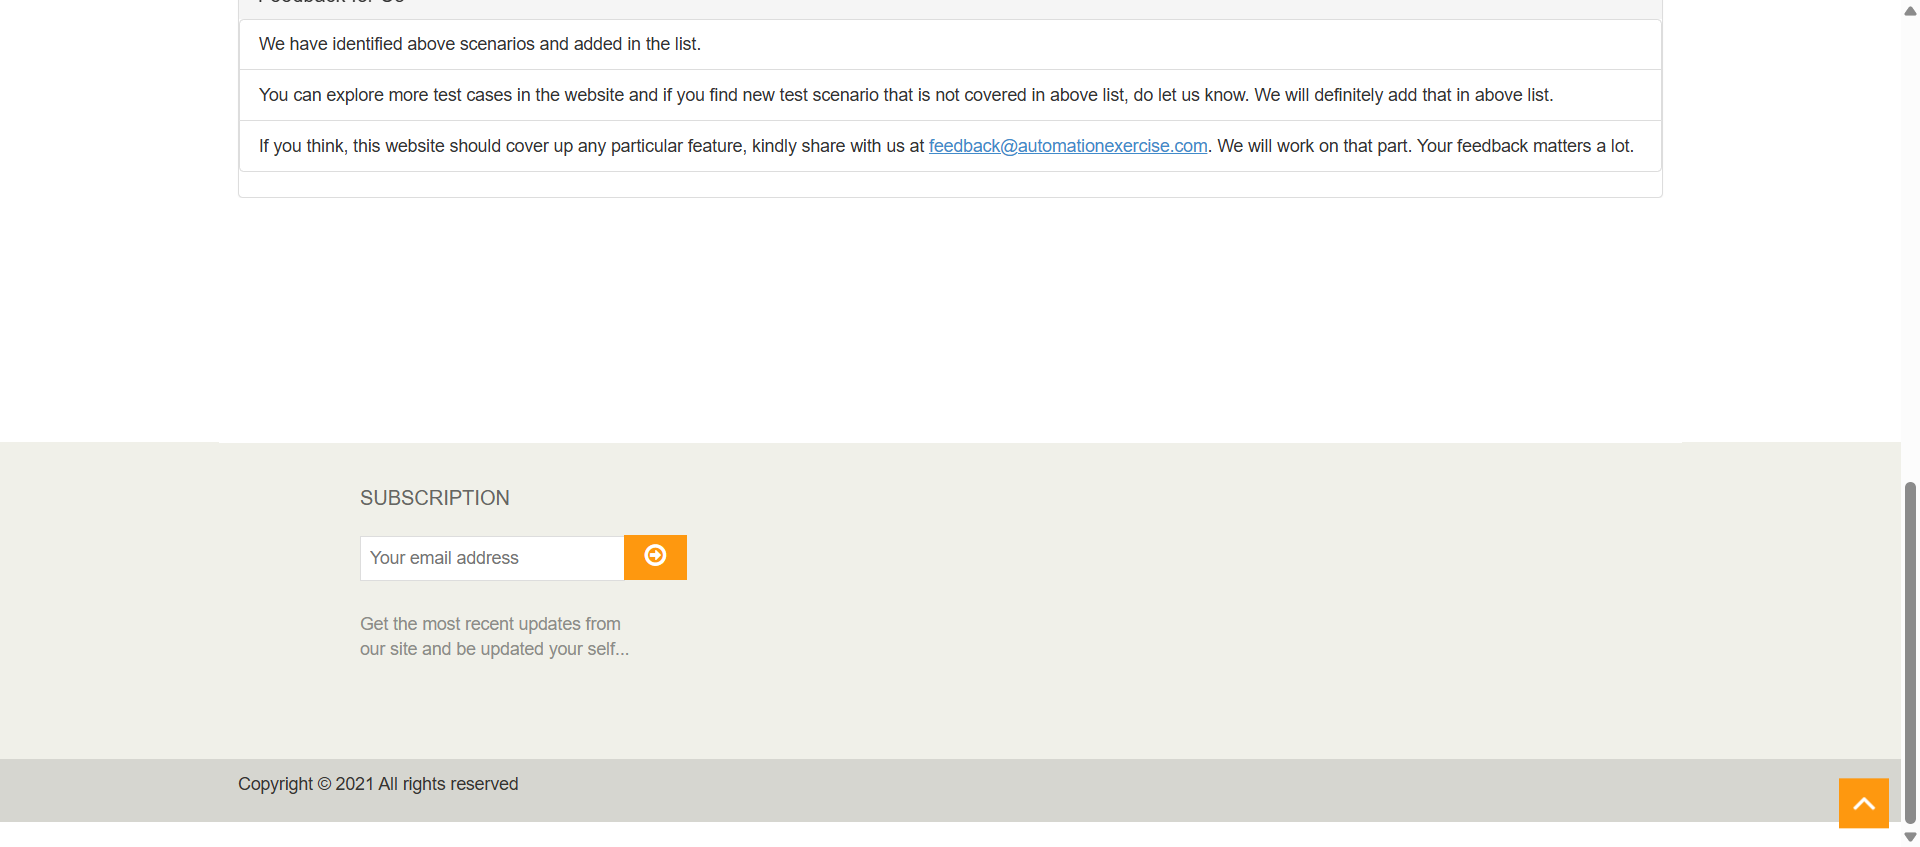 Feedback for Us
We have identified above scenarios and added in the list.
You can explore more test cases in the website and if you find new test scenario that is not covered in above list, do let us know. We will definitely add that in above list.
If you think, this website should cover up any particular feature, kindly share with us at feedback@automationexercise.com. We will work on that part. Your feedback matters a lot.
SUBSCRIPTION
Your email address
Get the most recent updates from
our site and be updated your self...
Copyright © 2021 All rights reserved